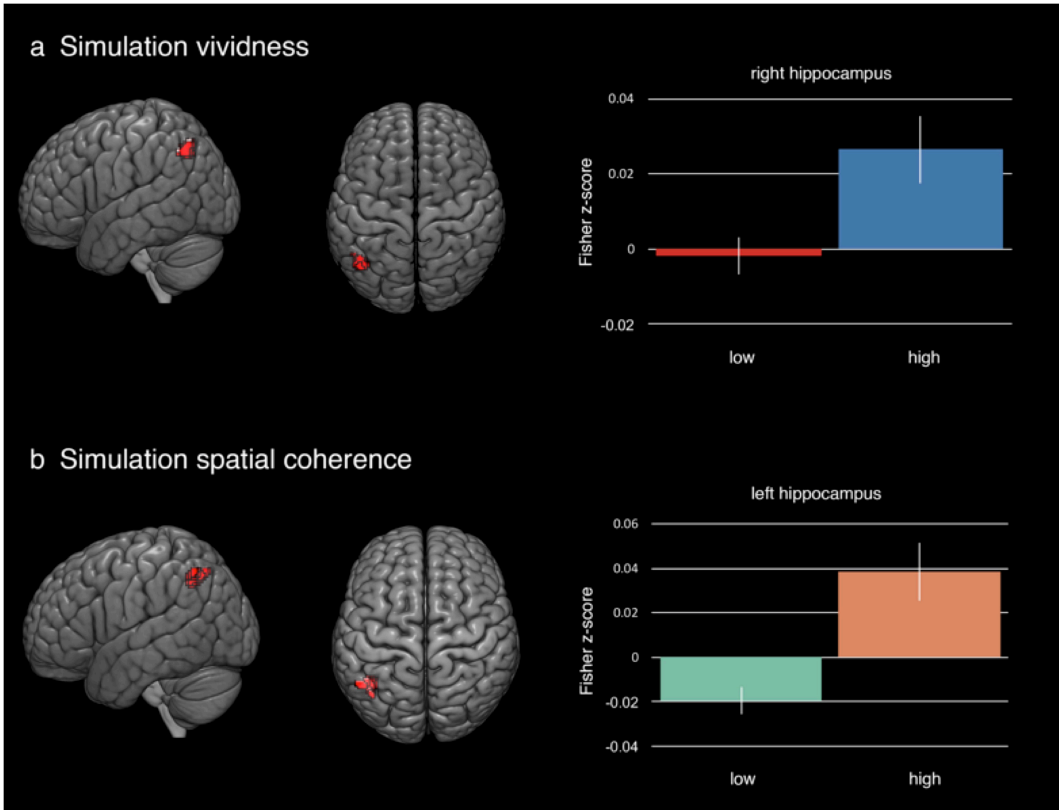 a Simulation vividness
right hippocampus
Fisher z-score
0.04
0.02
0
-0.02
low high
b Simulation spatial coherence
left hippocampus
Fisher z-score
0.06
0.04
0.02
0
-0.02
-0.04
low high